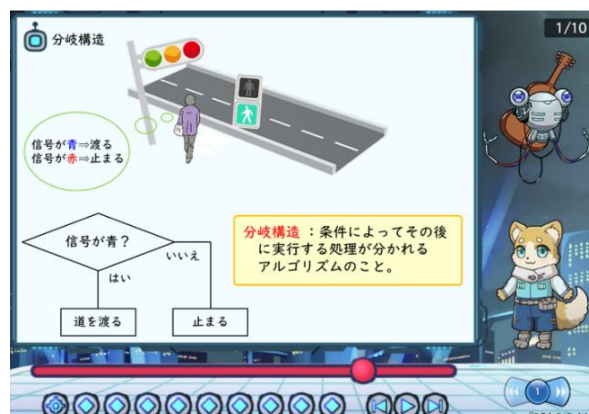 分岐構造
1/10
信号が青⇒渡る
信号が赤⇒止まる
分岐構造：条件によってその後
に実行する処理が分かれる
アルゴリズムのこと。
信号が青？
いいえ
はい
道を渡る
止まる
1